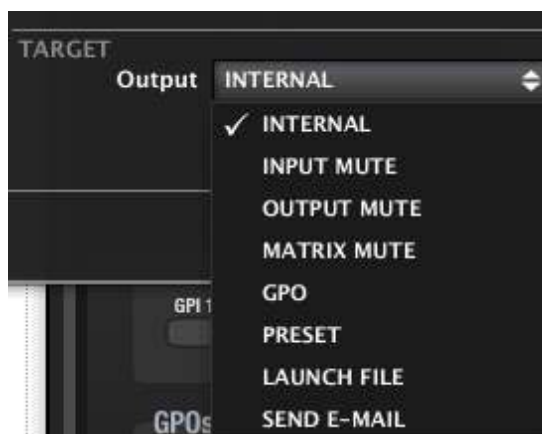 TARGET
Output INTERNAL
✓ INTERNAL
INPUT MUTE
OUTPUT MUTE
MATRIX MUTE
GPO
GPI 1
PRESET
LAUNCH FILE
GPOs
SEND E-MAIL